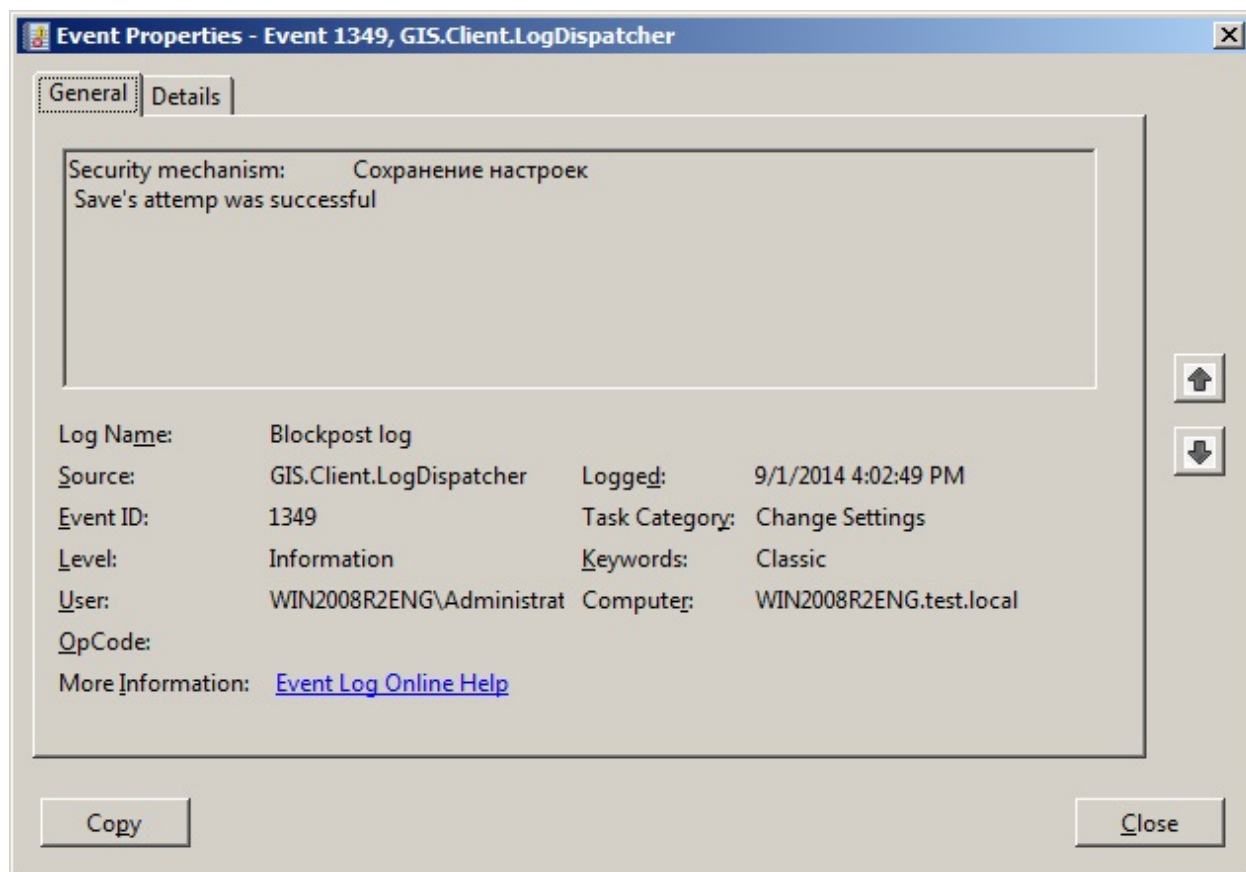 Event Properties - Event 1349, GIS.Client.LogDispatcher
General Details
Security mechanism: Сохранение настроек
Save's attemp was successful
Log Name: Blockpost log
Source: GIS.Client.LogDispatcher Logged: 9/1/2014 4:02:49 PM
Event ID: 1349 Task Category: Change Settings
Level: Information Keywords: Classic
User: WIN2008R2ENG\Administrat Computer: WIN2008R2ENG.test.local
OpCode:
More Information: Event Log Online Help
Copy Close